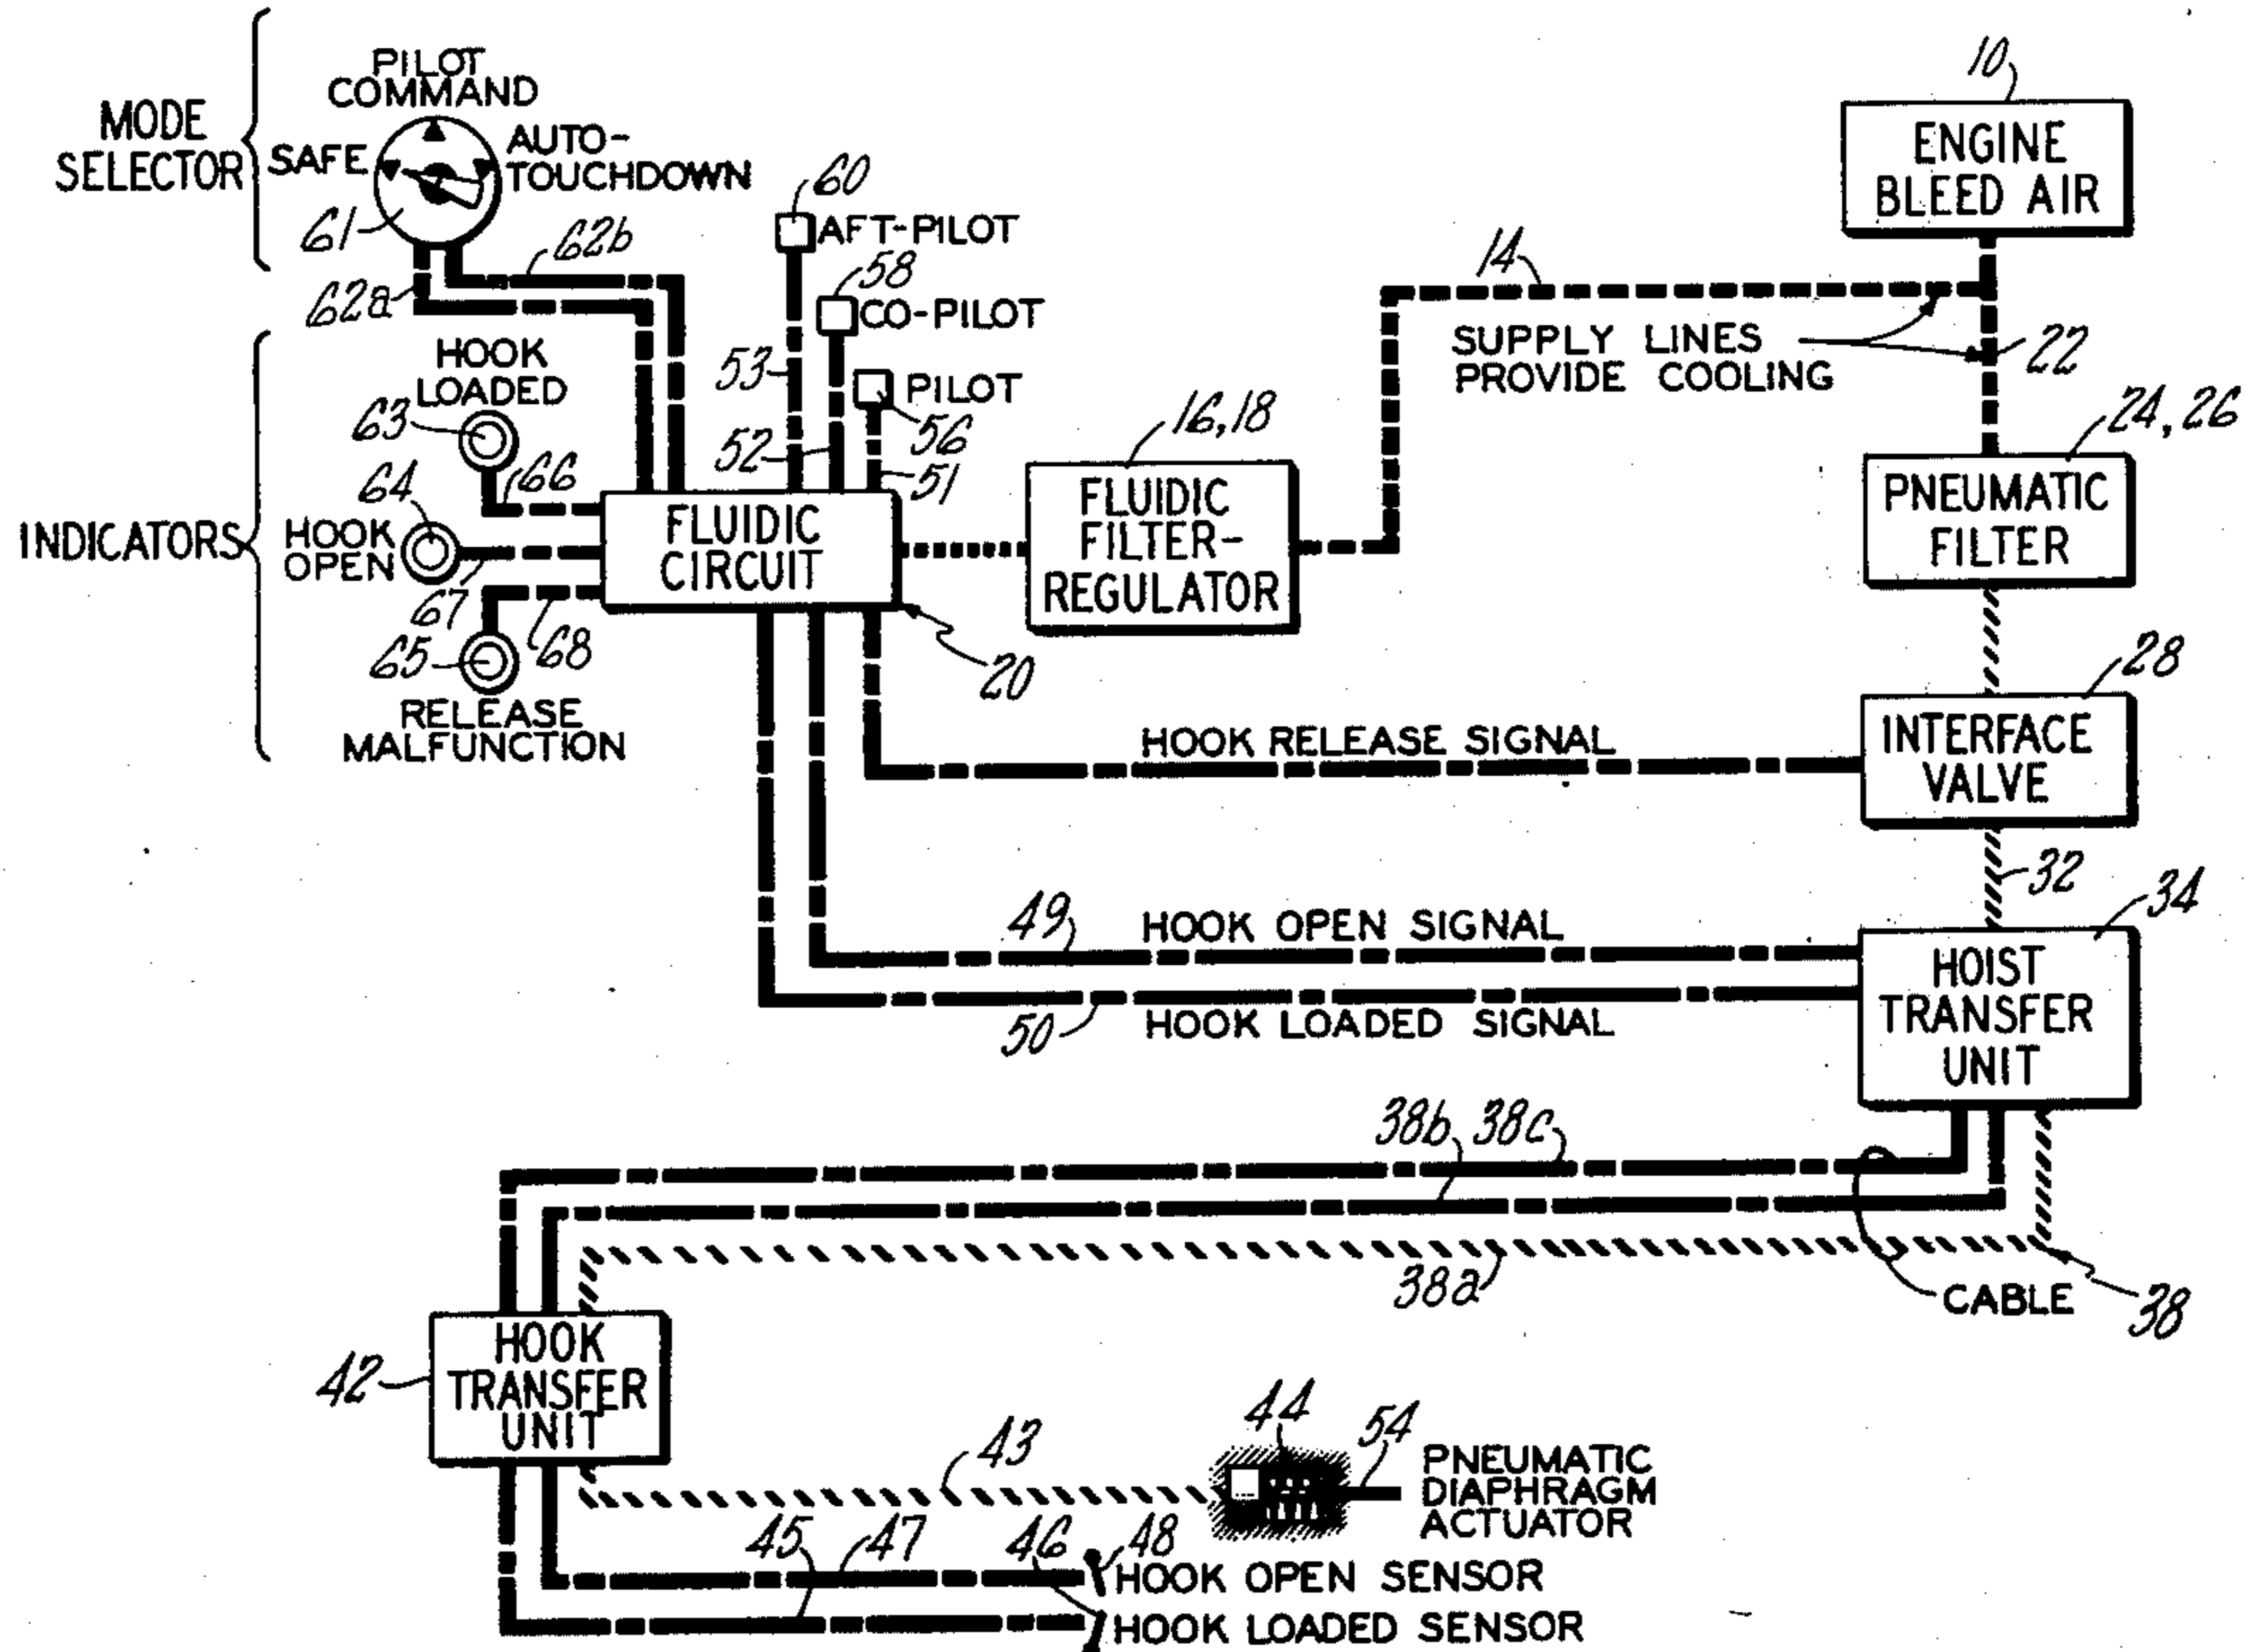 PILOT
COMMAND
MODE
SELECTOR
SAFE
AUTO-
TOUCHDOWN
61
62a
62b
60
AFT-PILOT
58
CO-PILOT
53
PILOT
56
52
51
10
ENGINE
BLEED AIR
14
SUPPLY LINES
PROVIDE COOLING
22
24, 26
PNEUMATIC
FILTER
INDICATORS
HOOK
LOADED
63
66
64
HOOK
OPEN
67
65
68
RELEASE
MALFUNCTION
FLUIDIC
CIRCUIT
20
16, 18
FLUIDIC
FILTER-
REGULATOR
28
INTERFACE
VALVE
HOOK RELEASE SIGNAL
32
34
HOIST
TRANSFER
UNIT
49
HOOK OPEN SIGNAL
50
HOOK LOADED SIGNAL
38b, 38c
38a
CABLE
38
42
HOOK
TRANSFER
UNIT
43
44
54
PNEUMATIC
DIAPHRAGM
ACTUATOR
45
47
46
48
HOOK OPEN SENSOR
HOOK LOADED SENSOR